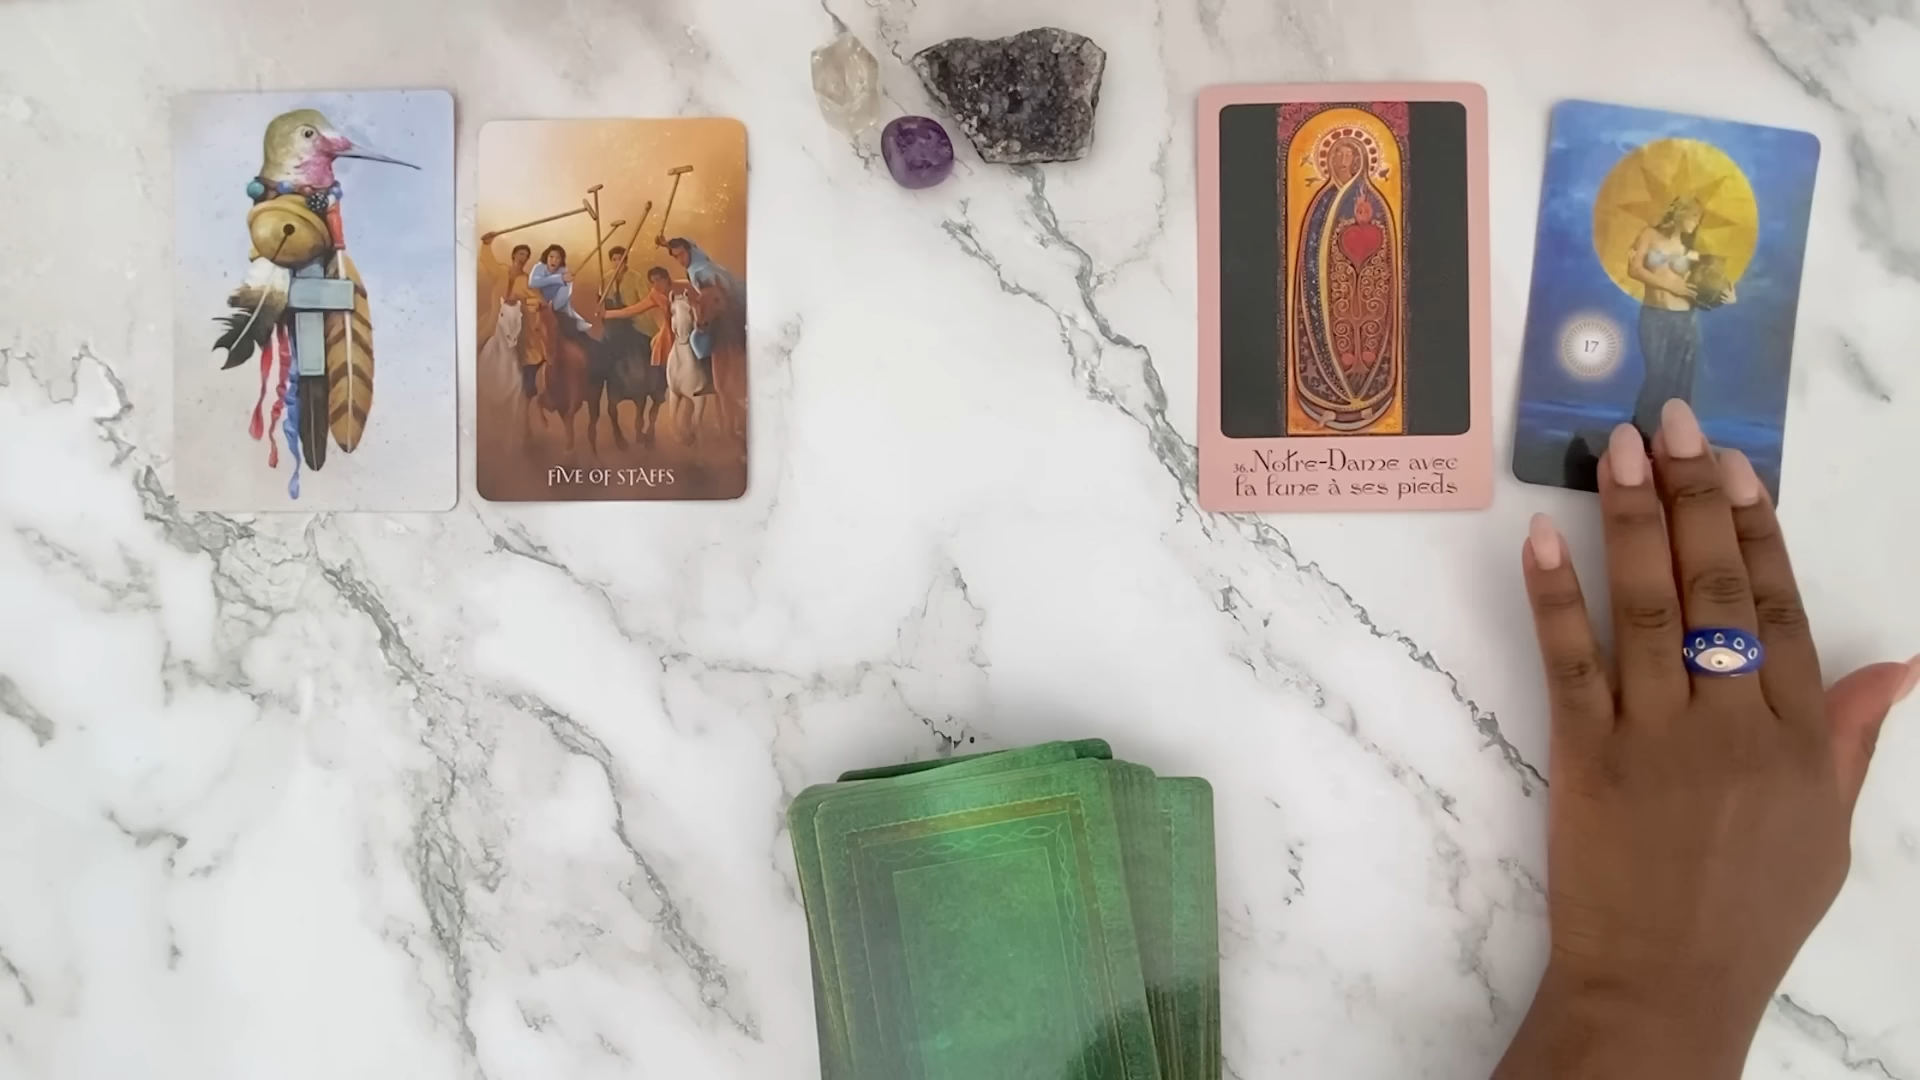 FIVE OF STAFFS
36. Notre-Dame avec
la lune à ses pieds
17